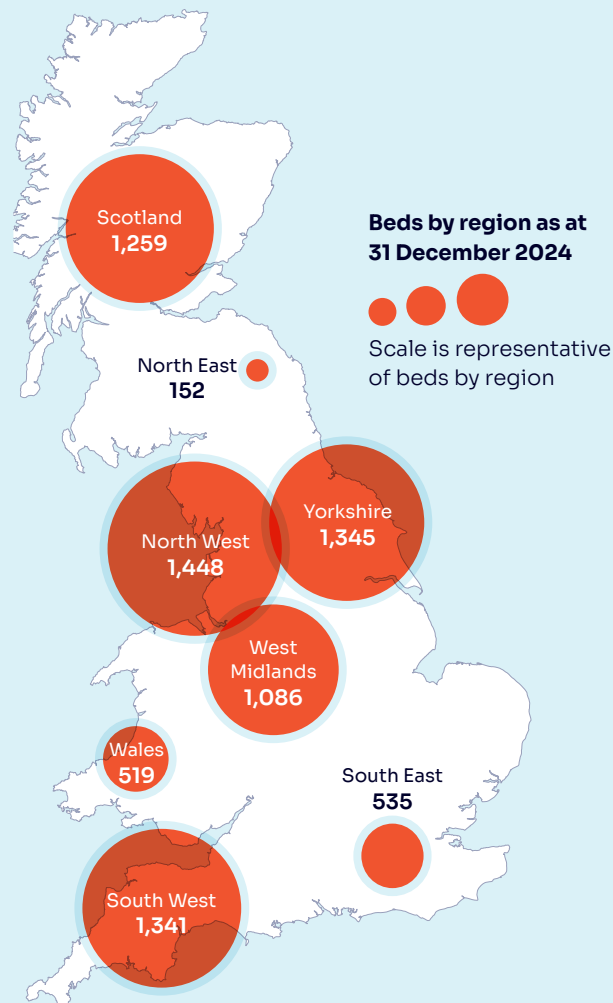 Beds by region as at
31 December 2024
Scale is representative
of beds by region
Scotland
1,259
North East
152
Yorkshire
1,345
North West
1,448
West
Midlands
1,086
Wales
519
South East
535
South West
1,341